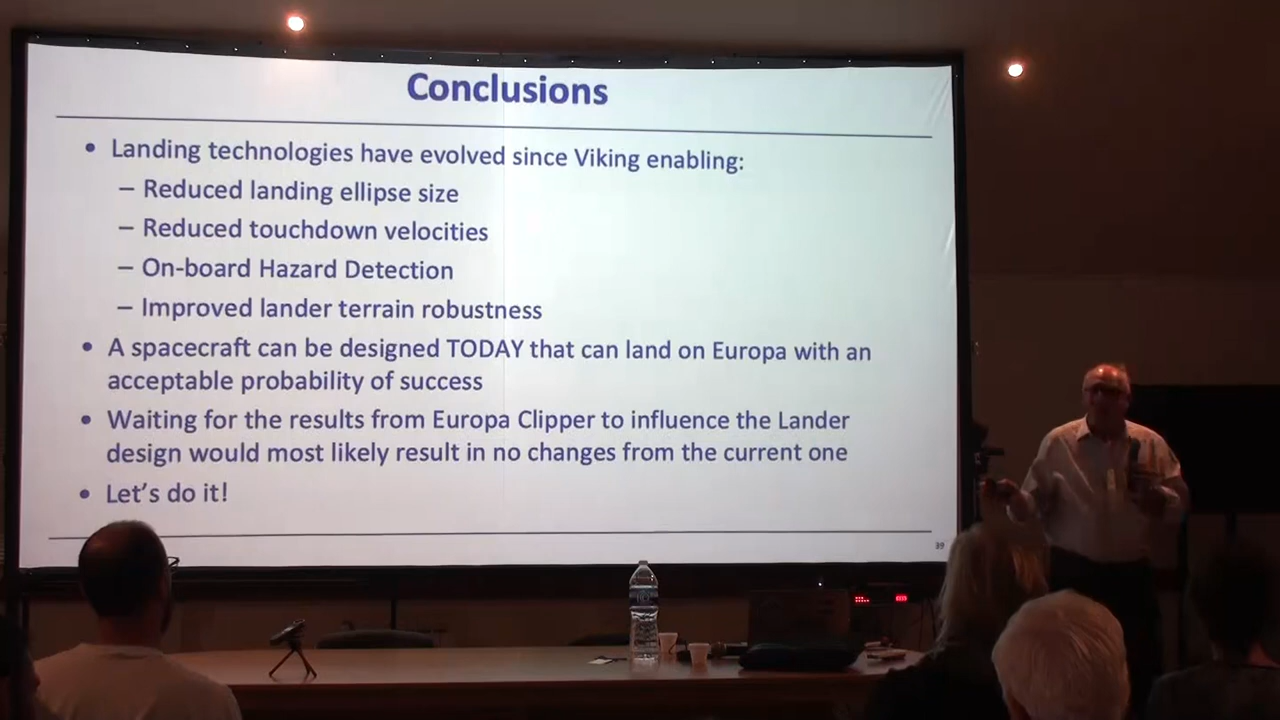 Conclusions
• Landing technologies have evolved since Viking enabling:
– Reduced landing ellipse size
– Reduced touchdown velocities
– On-board Hazard Detection
– Improved lander terrain robustness
• A spacecraft can be designed TODAY that can land on Europa with an
acceptable probability of success
• Waiting for the results from Europa Clipper to influence the Lander
design would most likely result in no changes from the current one
• Let's do it!
39